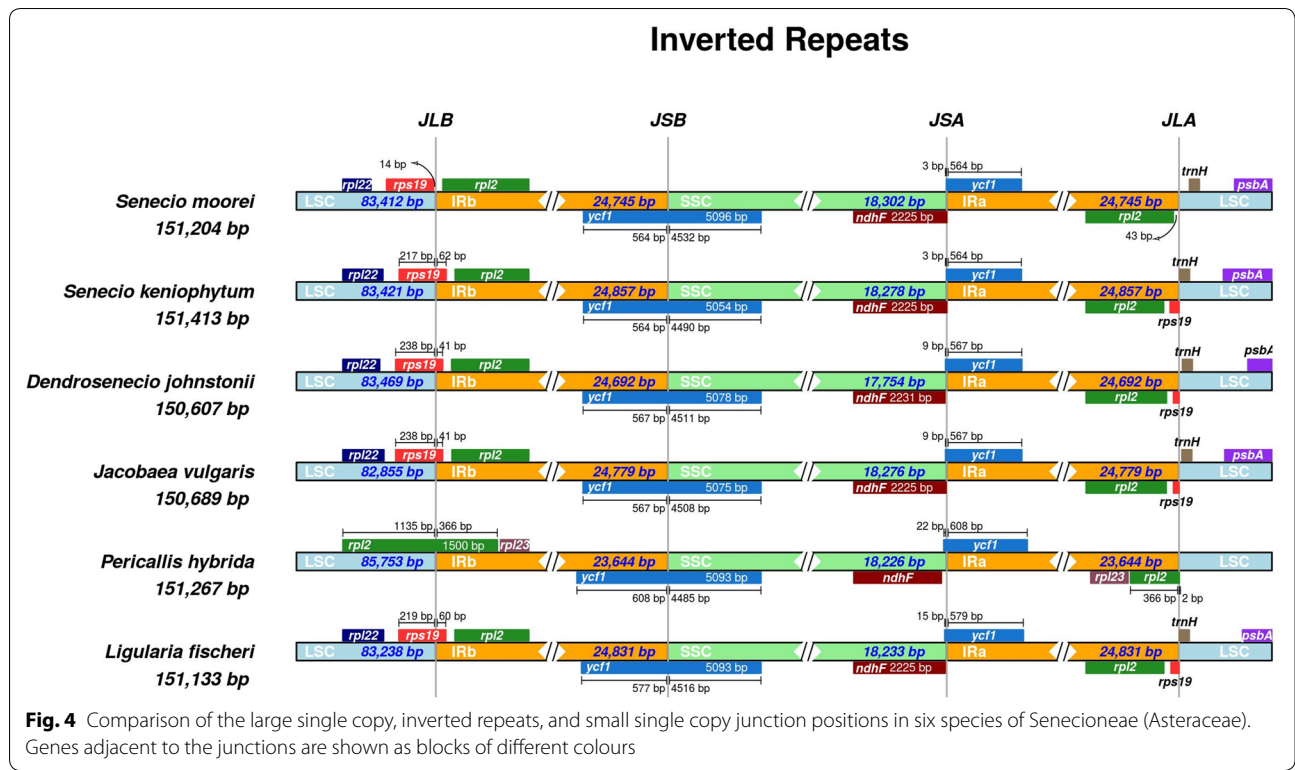 Inverted Repeats
JLB JSB JSA JLA
14 bp 3 bp 564 bp trnH
rpl22 rps19 rpl2 ycf1 psbA
Senecio moorei LSC 83,412 bp IRb 24,745 bp SSC 18,302 bp IRa 24,745 bp LSC
151,204 bp ycf1 5096 bp ndhF 2225 bp rpl2
564 bp 4532 bp 43 bp
217 bp 62 bp 3 bp 564 bp trnH
rpl22 rps19 rpl2 ycf1 psbA
Senecio keniophytum LSC 83,421 bp IRb 24,857 bp SSC 18,278 bp IRa 24,857 bp LSC
151,413 bp ycf1 5054 bp ndhF 2225 bp rpl2
564 bp 4490 bp rps19
238 bp 41 bp 9 bp 567 bp trnH psbA
rpl22 rps19 rpl2 ycf1
Dendrosenecio johnstonii LSC 83,469 bp IRb 24,692 bp SSC 17,754 bp IRa 24,692 bp LSC
150,607 bp ycf1 5078 bp ndhF 2231 bp rpl2
567 bp 4511 bp rps19
238 bp 41 bp 9 bp 567 bp trnH
rpl22 rps19 rpl2 ycf1 psbA
Jacobaea vulgaris LSC 82,855 bp IRb 24,779 bp SSC 18,276 bp IRa 24,779 bp LSC
150,689 bp ycf1 5075 bp ndhF 2225 bp rpl2
567 bp 4508 bp rps19
1135 bp 366 bp 22 bp 608 bp
rpl2 1500 bp rpl23 ycf1
Pericallis hybrida LSC 85,753 bp IRb 23,644 bp SSC 18,226 bp IRa 23,644 bp LSC
151,267 bp ycf1 5093 bp ndhF rpl23 rpl2
608 bp 4485 bp 366 bp 2 bp
219 bp 60 bp 15 bp 579 bp trnH
rpl22 rps19 rpl2 ycf1 psbA
Ligularia fischeri LSC 83,238 bp IRb 24,831 bp SSC 18,233 bp IRa 24,831 bp LSC
151,133 bp ycf1 5093 bp ndhF 2225 bp rpl2
577 bp 4516 bp rps19
Fig. 4 Comparison of the large single copy, inverted repeats, and small single copy junction positions in six species of Senecioneae (Asteraceae).
Genes adjacent to the junctions are shown as blocks of different colours